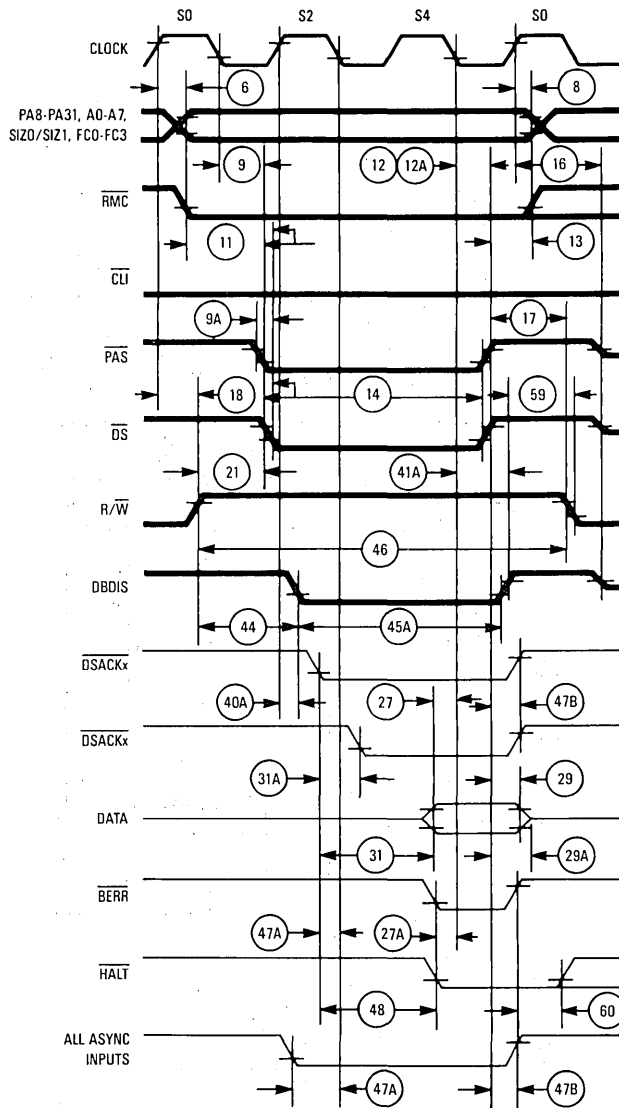 S0 S2 S4 S0
CLOCK
6 8
PA8-PA31, A0-A7,
SIZ0/SIZ1, FC0-FC3
9 12 12A 16
RMC
11 13
CLI
9A 17
PAS
18 14 59
DS
21 41A
R/W
46
DBDIS
44 45A
DSACKx
40A 27 47B
DSACKx
31A 29
DATA
31 29A
BERR
47A 27A
HALT
48 60
ALL ASYNC
INPUTS
47A 47B